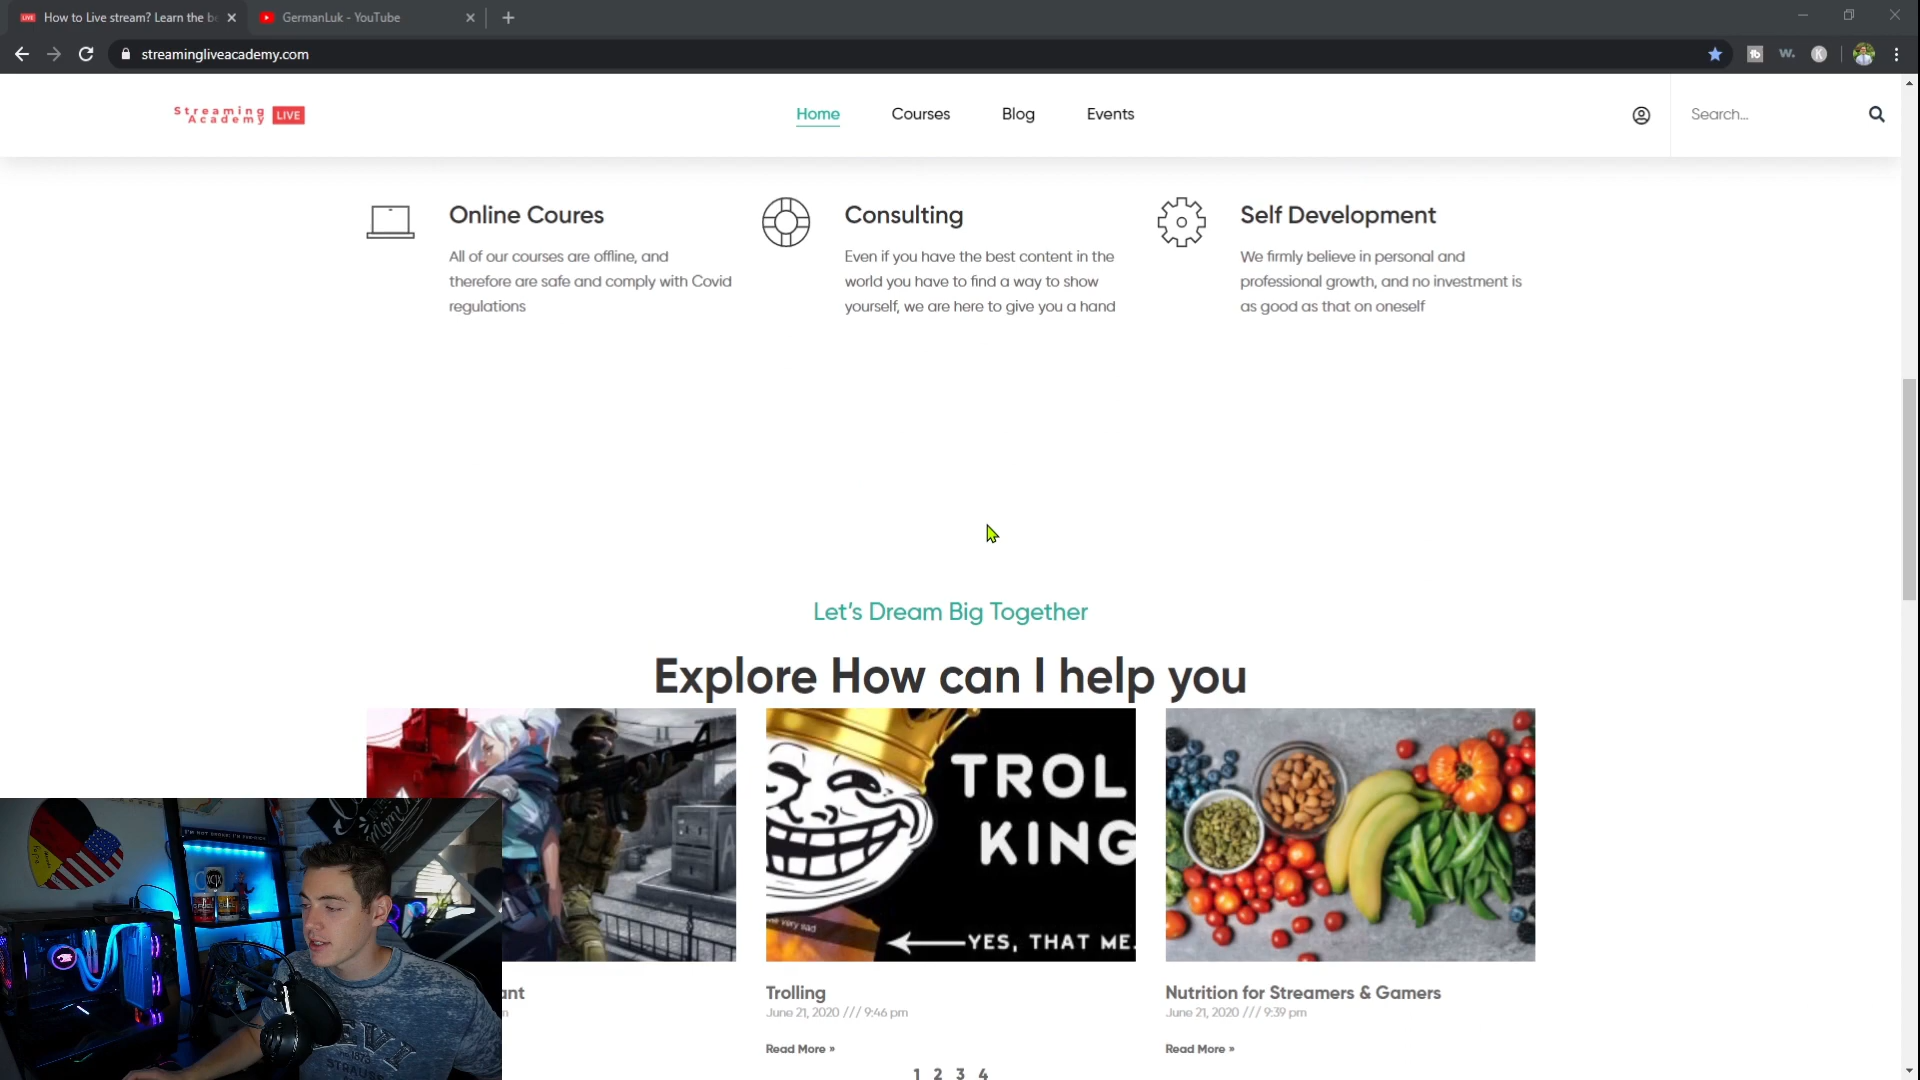 How to Live stream? Learn the be
GermanLuk - YouTube
streamingliveacademy.com
Streaming
Academy
LIVE
Home
Courses
Blog
Events
Search...
Online Coures
All of our courses are offline, and
therefore are safe and comply with Covid
regulations
Consulting
Even if you have the best content in the
world you have to find a way to show
yourself, we are here to give you a hand
Self Development
We firmly believe in personal and
professional growth, and no investment is
as good as that on oneself
Let's Dream Big Together
Explore How can I help you
TROL
KING
very sad
YES, THAT ME.
ant
Trolling
June 21, 2020 /// 9:46 pm
Read More »
Nutrition for Streamers & Gamers
June 21, 2020 /// 9:39 pm
Read More »
1 2 3 4